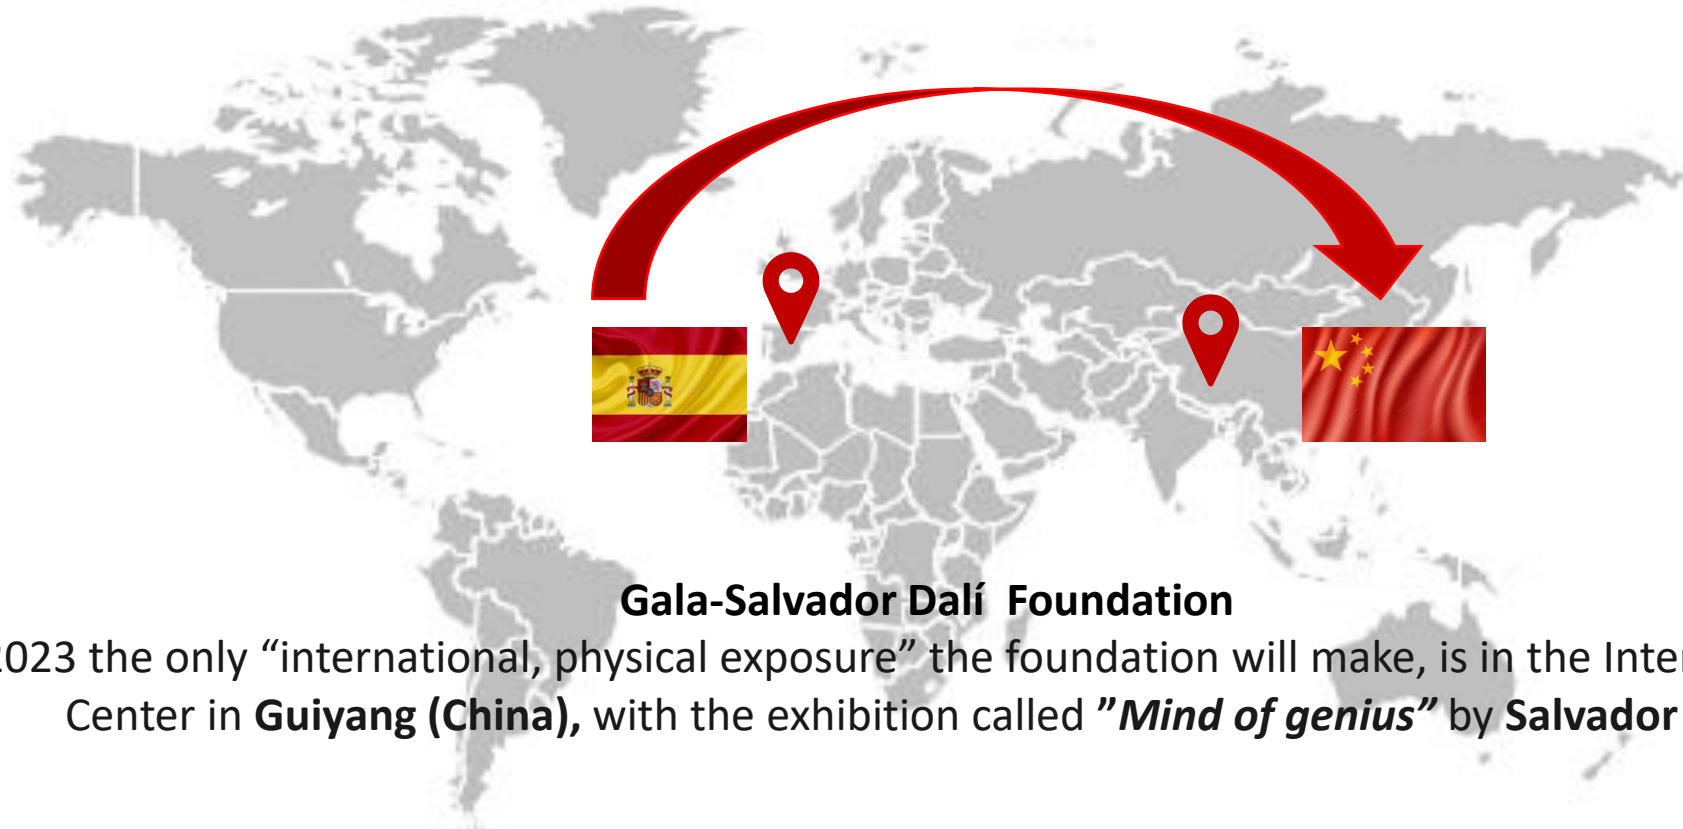 Gala-Salvador Dalí  Foundation
2023 the only “international, physical exposure” the foundation will make, is in the
Center in Guiyang (China), with the exhibition called ”Mind of genius” by Salvador